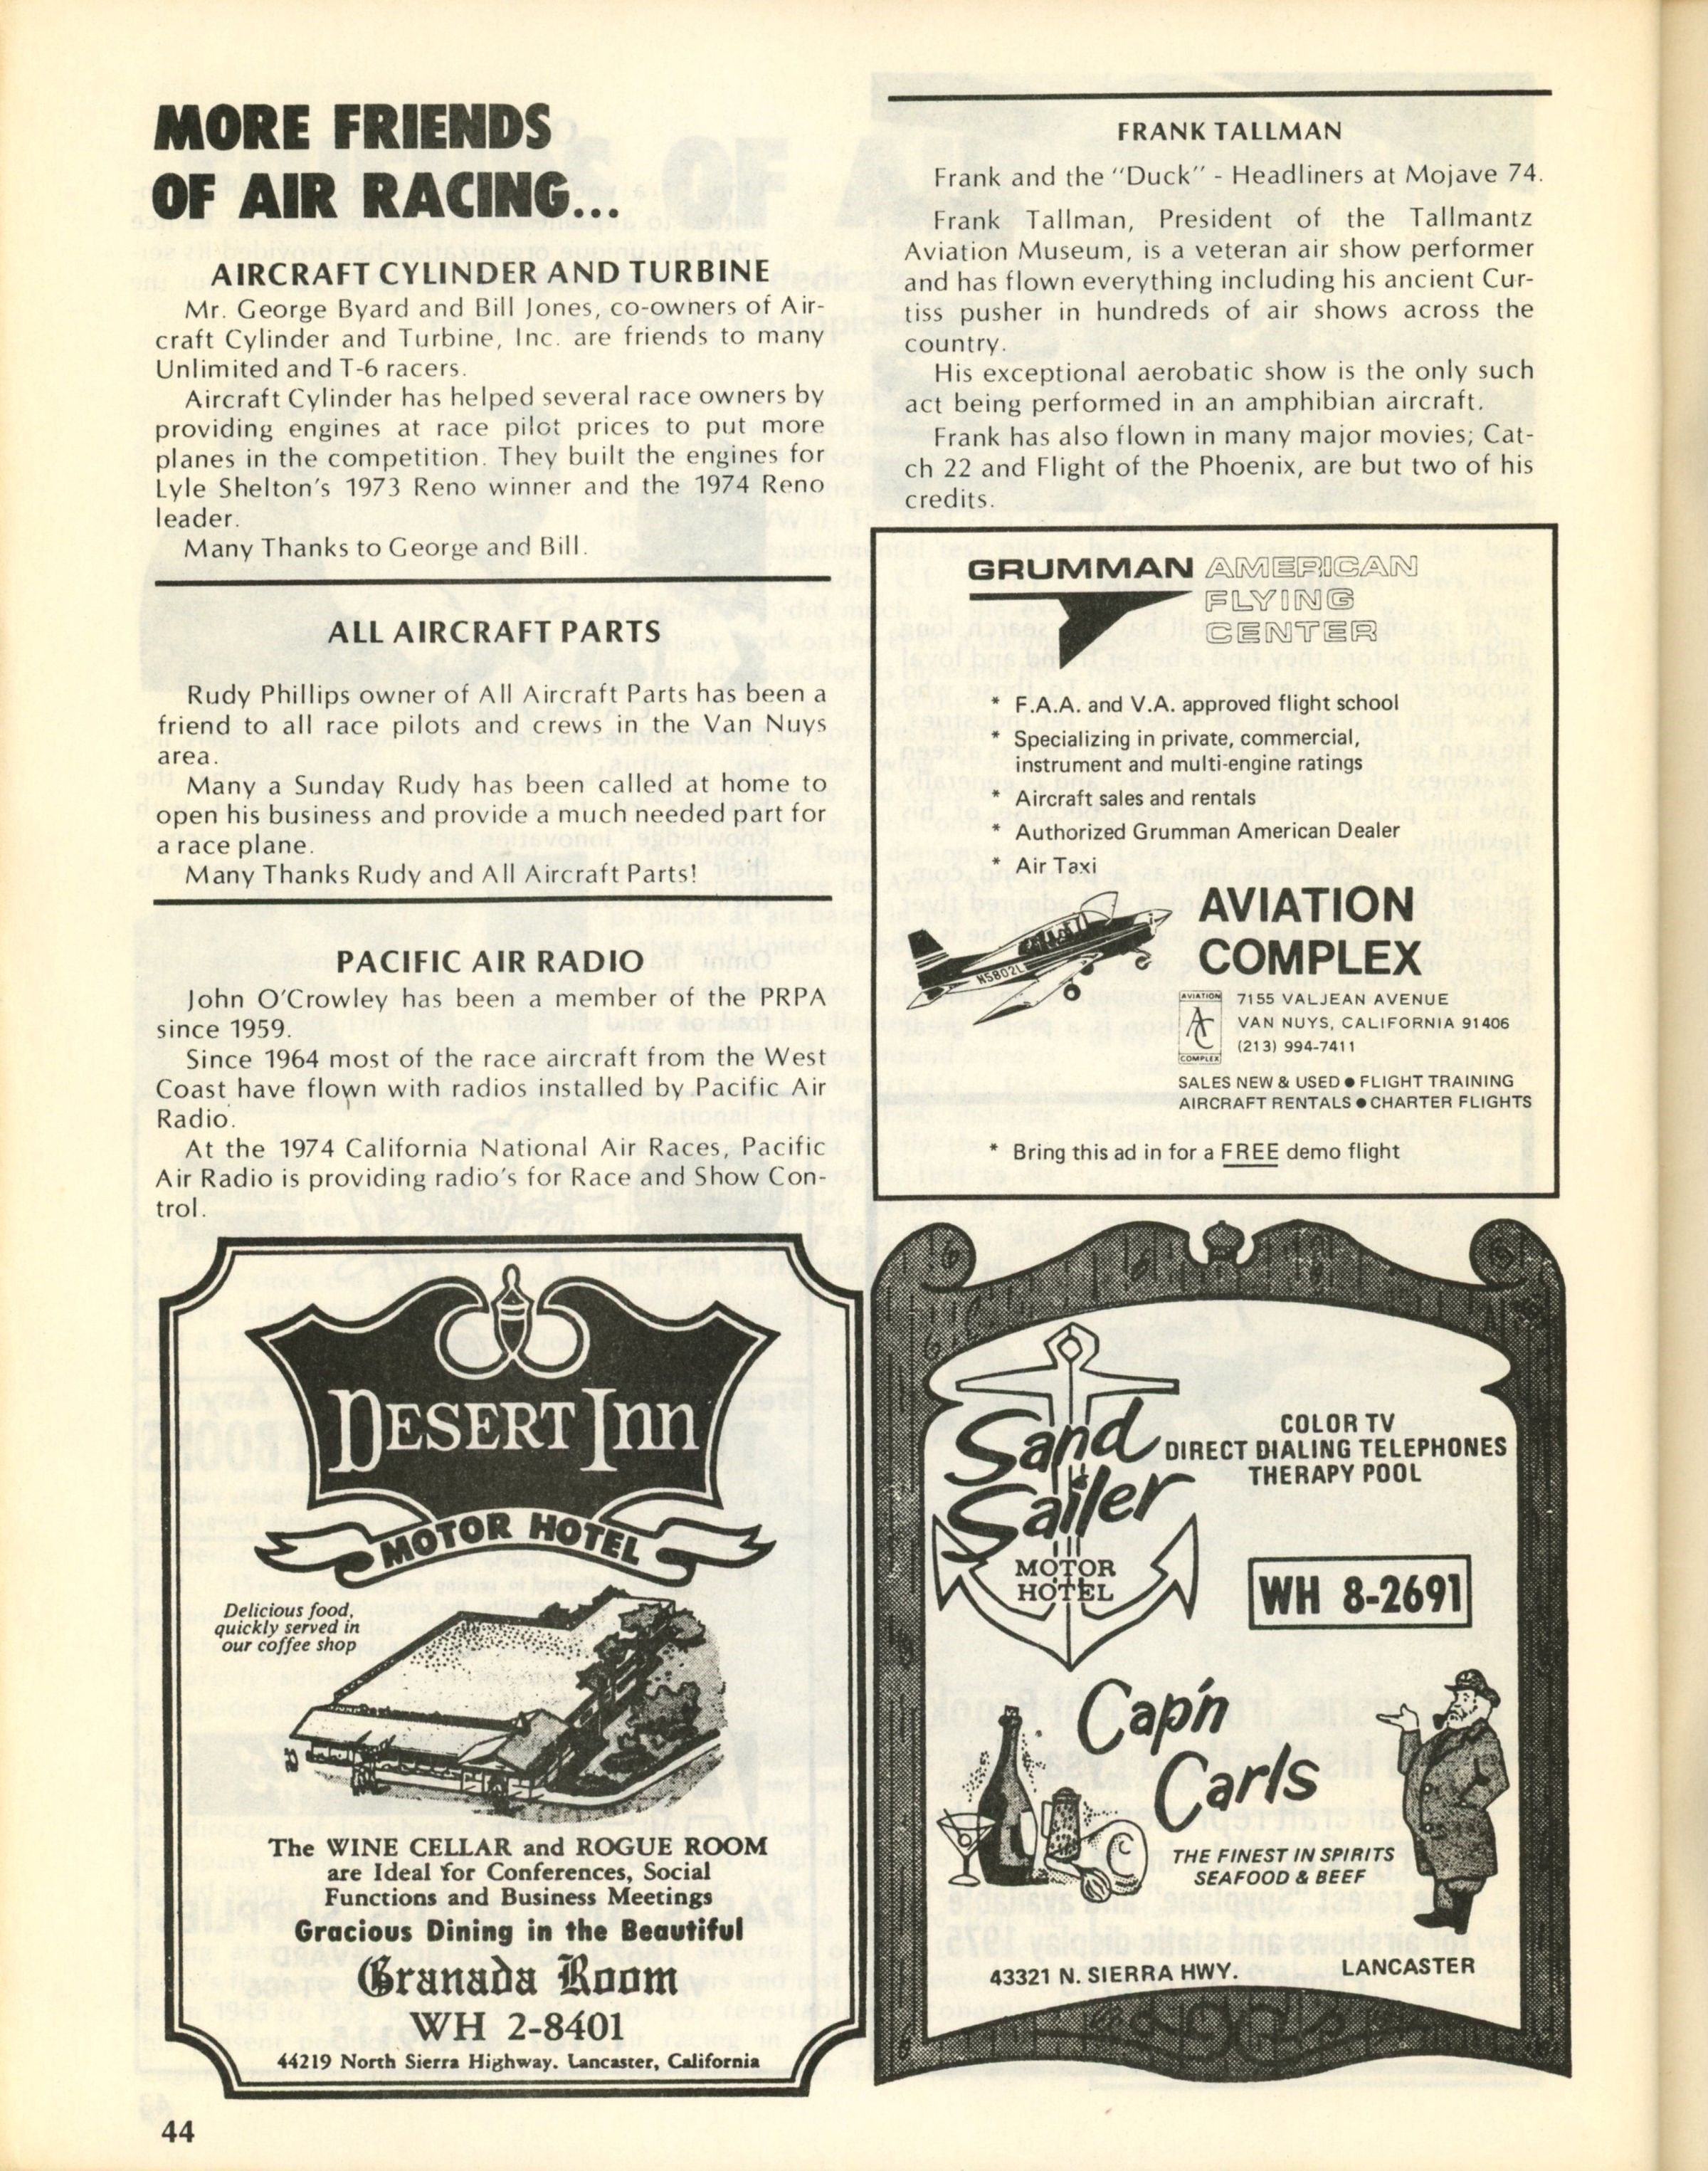 MORE FRIENDS
OF AIR RACING...
AIRCRAFT CYLINDER AND TURBINE
Mr. George Byard and Bill Jones, co-owners of Air-
craft Cylinder and Turbine, Inc. are friends to many
Unlimited and T-6 racers.
Aircraft Cylinder has helped several race owners by
providing engines at race pilot prices to put more
planes in the competition. They built the engines for
Lyle Shelton's 1973 Reno winner and the 1974 Reno
leader.
Many Thanks to George and Bill.
ALL AIRCRAFT PARTS
Rudy Phillips owner of All Aircraft Parts has been a
friend to all race pilots and crews in the Van Nuys
area.
Many a Sunday Rudy has been called at home to
open his business and provide a much needed part for
a race plane.
Many Thanks Rudy and All Aircraft Parts!
PACIFIC AIR RADIO
John O'Crowley has been a member of the PRPA
since 1959.
Since 1964 most of the race aircraft from the West
Coast have flown with radios installed by Pacific Air
Radio.
At the 1974 California National Air Races, Pacific
Air Radio is providing radio's for Race and Show Con-
trol.
FRANK TALLMAN
Frank and the "Duck" - Headliners at Mojave 74.
Frank Tallman, President of the Tallmantz
Aviation Museum, is a veteran air show performer
and has flown everything including his ancient Cur-
tiss pusher in hundreds of air shows across the
country.
His exceptional aerobatic show is the only such
act being performed in an amphibian aircraft.
Frank has also flown in many major movies; Cat-
ch 22 and Flight of the Phoenix, are but two of his
credits.
GRUMMAN AMERICAN
FLYING
CENTER
* F.A.A. and V.A. approved flight school
* Specializing in private, commercial,
instrument and multi-engine ratings
* Aircraft sales and rentals
* Authorized Grumman American Dealer
* Air Taxi
N5802L
AVIATION
COMPLEX
AVIATION
AC
COMPLEX
7155 VALJEAN AVENUE
VAN NUYS, CALIFORNIA 91406
(213) 994-7411
SALES NEW & USED ● FLIGHT TRAINING
AIRCRAFT RENTALS ● CHARTER FLIGHTS
* Bring this ad in for a FREE demo flight
DESERT Inn
MOTOR HOTEL
Delicious food,
quickly served in
our coffee shop
The WINE CELLAR and ROGUE ROOM
are Ideal for Conferences, Social
Functions and Business Meetings
Gracious Dining in the Beautiful
Granada Room
WH 2-8401
44219 North Sierra Highway. Lancaster, California
Sand
Sailer
MOTOR
HOTEL
COLOR TV
DIRECT DIALING TELEPHONES
THERAPY POOL
WH 8-2691
Cap'n
Carls
C
THE FINEST IN SPIRITS
SEAFOOD & BEEF
43321 N. SIERRA HWY. LANCASTER
44